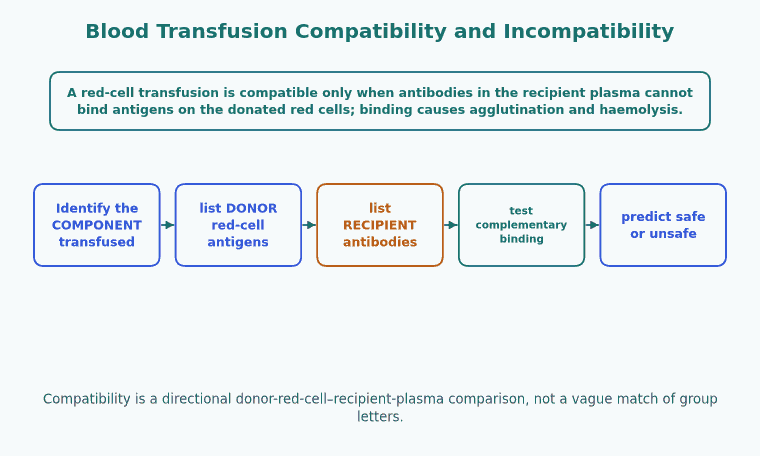 Blood Transfusion Compatibility and Incompatibility
A red-cell transfusion is compatible only when antibodies in the recipient plasma cannot
bind antigens on the donated red cells; binding causes agglutination and haemolysis.
Identify the
COMPONENT
transfused
list DONOR
red-cell
antigens
list
RECIPIENT
antibodies
test
complementary
binding
predict safe
or unsafe
Compatibility is a directional donor-red-cell–recipient-plasma comparison, not a vague match of group
letters.